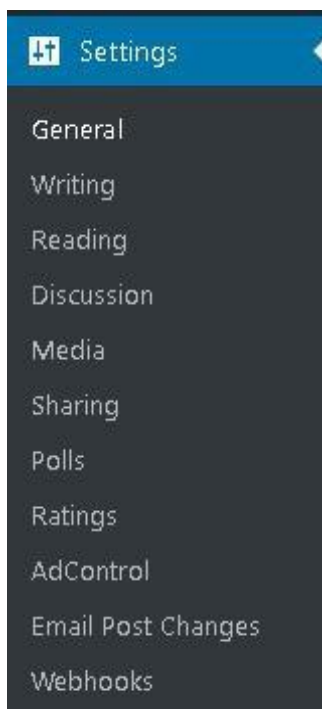 Settings
General
Writing
Reading
Discussion
Media
Sharing
Polls
Ratings
AdControl
Email Post Changes
Webhooks